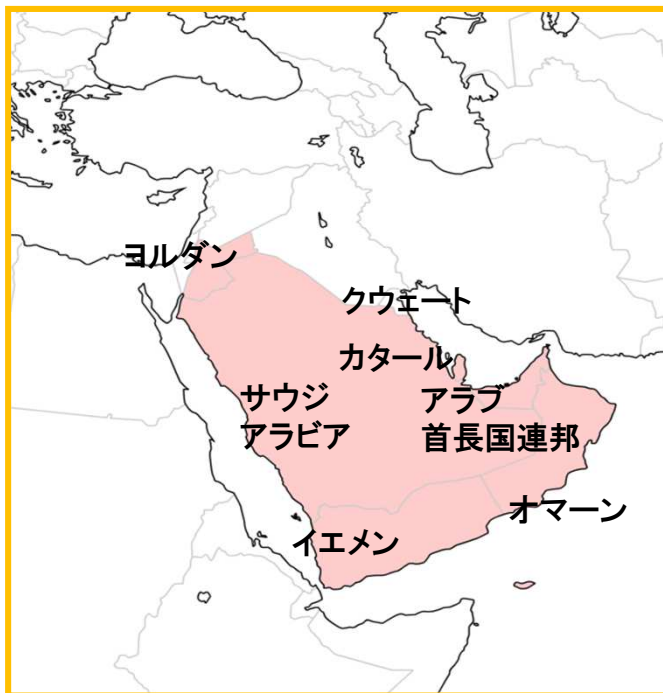 ヨルダン
クウェート
カタール
サウジ
アラビア
アラブ
首長国連邦
オマーン
イエメン